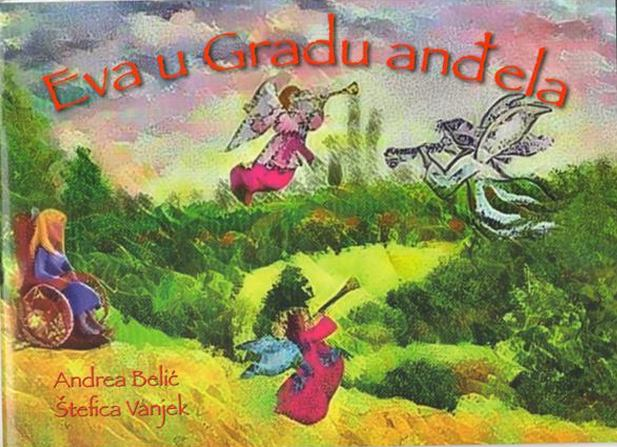 Eva u Gradu anđela
Andrea Belić
Štefica Vanjek